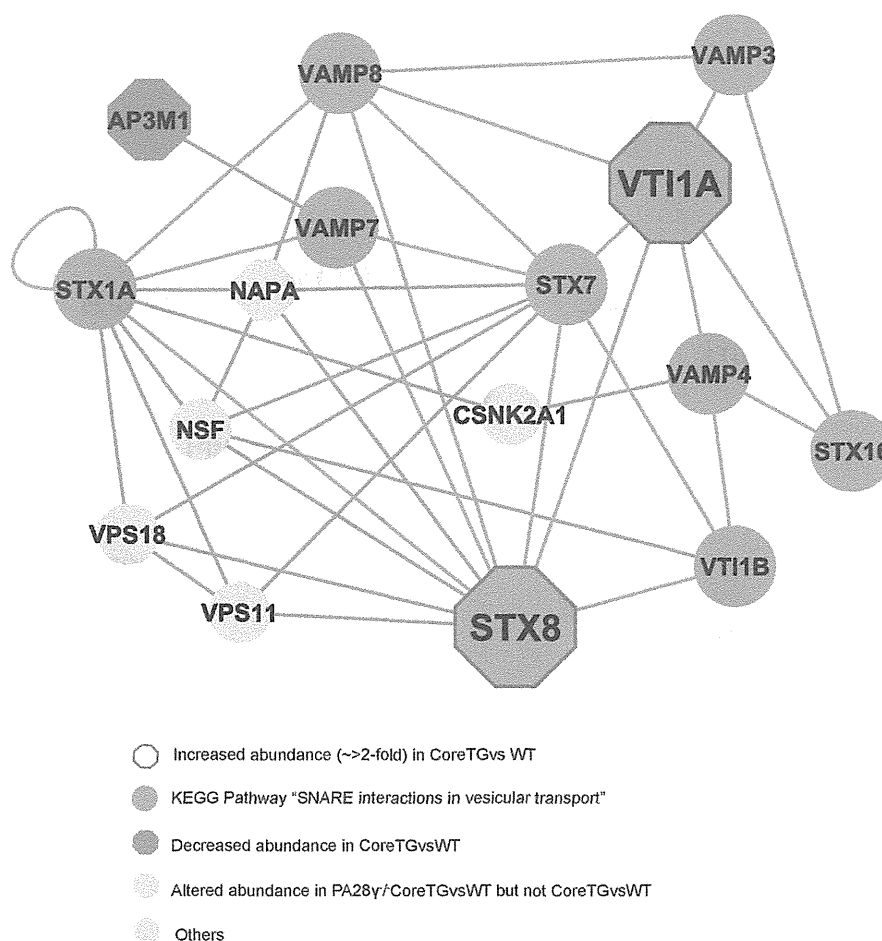 VAMP8
VAMP3
AP3M1
VTI1A
VAMP7
STX1A
NAPA
STX7
VAMP4
CSNK2A1
NSF
STX10
VPS18
VTI1B
VPS11
STX8
Increased abundance (~>2-fold) in CoreTGvs WT
KEGG Pathway "SNARE interactions in vesicular transport"
Decreased abundance in CoreTGvsWT
Altered abundance in PA28γ-/-CoreTGvsWT but not CoreTGvsWT
Others